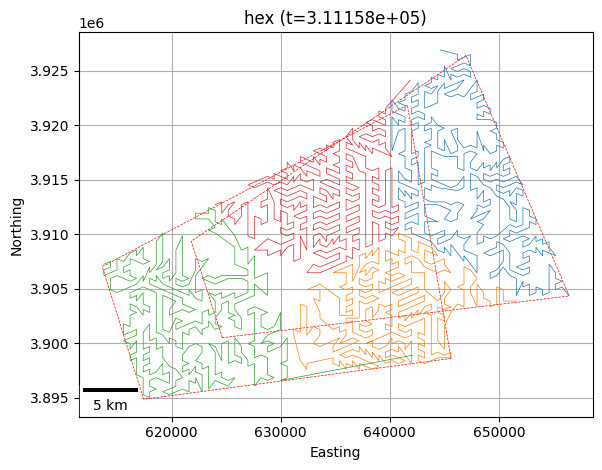 hex (t=3.11158e+05)
1e6
3.925
3.920
3.915
3.910
3.905
3.900
3.895
Northing
5 km
620000 630000 640000 650000
Easting